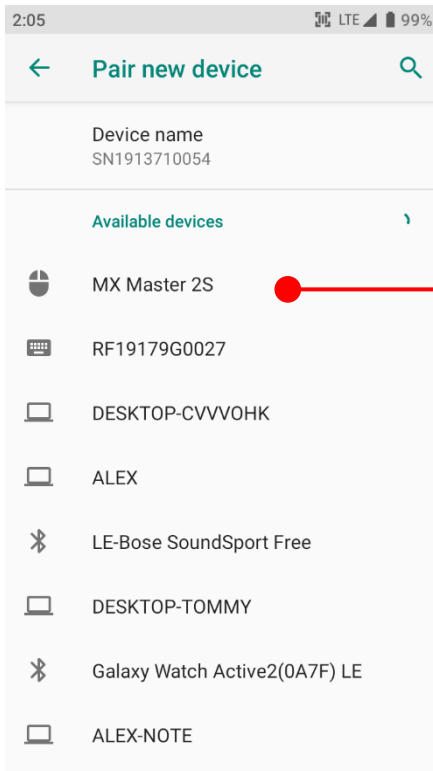 2:05 LTE 99%
Pair new device
Device name
SN1913710054
Available devices
MX Master 2S
RF19179G0027
DESKTOP-CVVVOHK
ALEX
LE-Bose SoundSport Free
DESKTOP-TOMMY
Galaxy Watch Active2(0A7F) LE
ALEX-NOTE